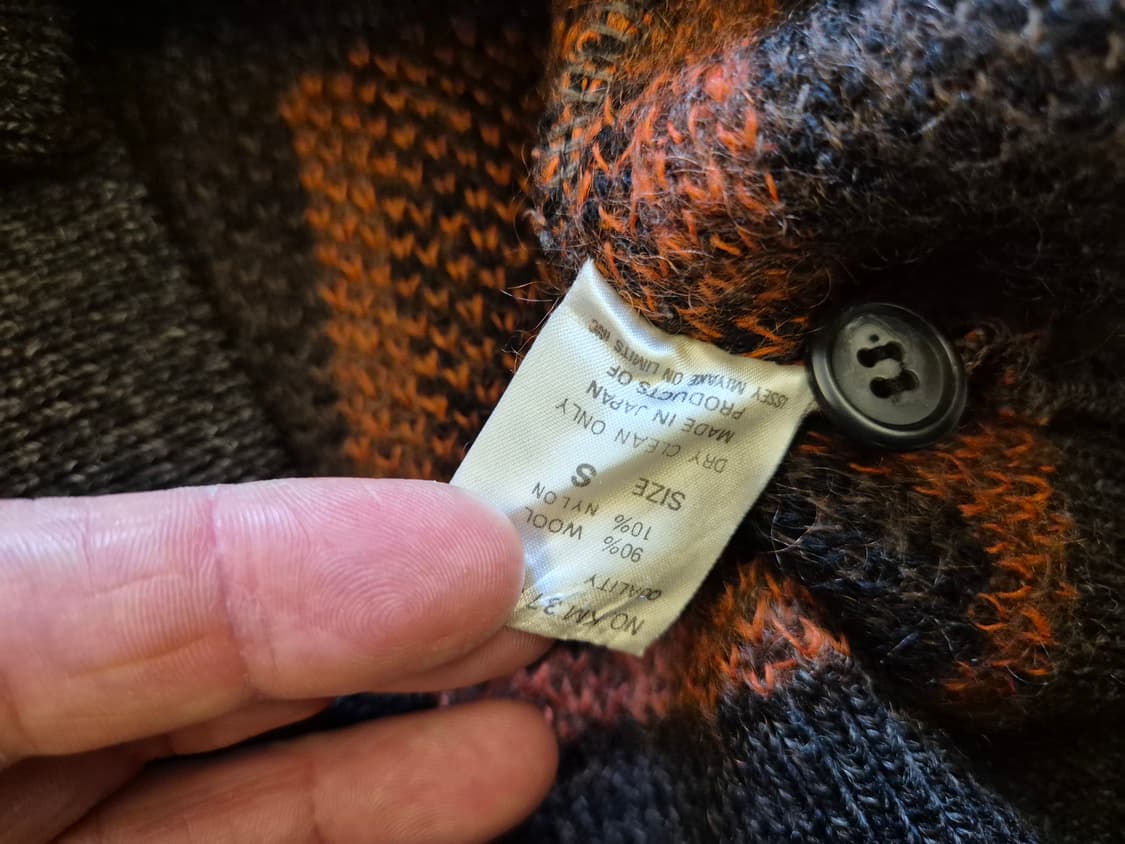 NO KM 37
QUALITY
90% WOOL
10% NYLON
SIZE S
DRY CLEAN ONLY
MADE IN JAPAN
PRODUCTS OF
ISSEY MIYAKE ON LIMITS INC.